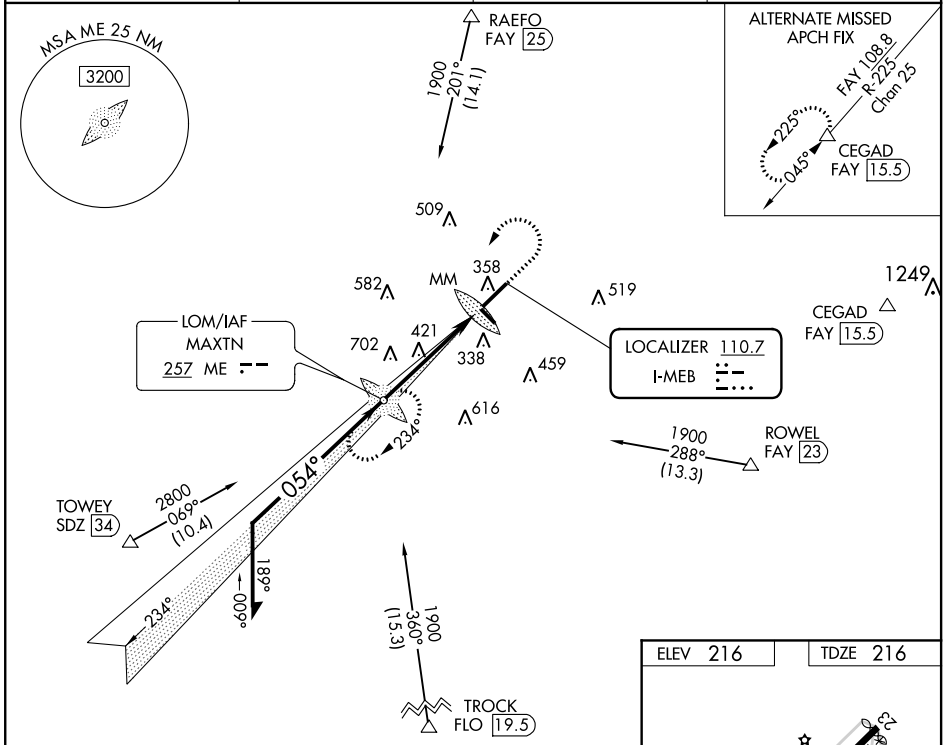 MSA ME 25 NM
3200
RAEFO
FAY 25
1900
201°
(14.1)
ALTERNATE MISSED
APCH FIX
FAY 108.8
R-225
Chan 25
225°
045°
CEGAD
FAY 15.5
509
582
MM
358
519
1249
CEGAD
FAY 15.5
LOM/IAF
MAXTN
257 ME
702
421
338
459
616
LOCALIZER 110.7
I-MEB
234°
1900
288°
(13.3)
ROWEL
FAY 23
054°
TOWEY
SDZ 34
2800
069°
(10.4)
189°
009°
234°
1900
360°
(15.3)
TROCK
FLO 19.5
ELEV 216
TDZE 216
23